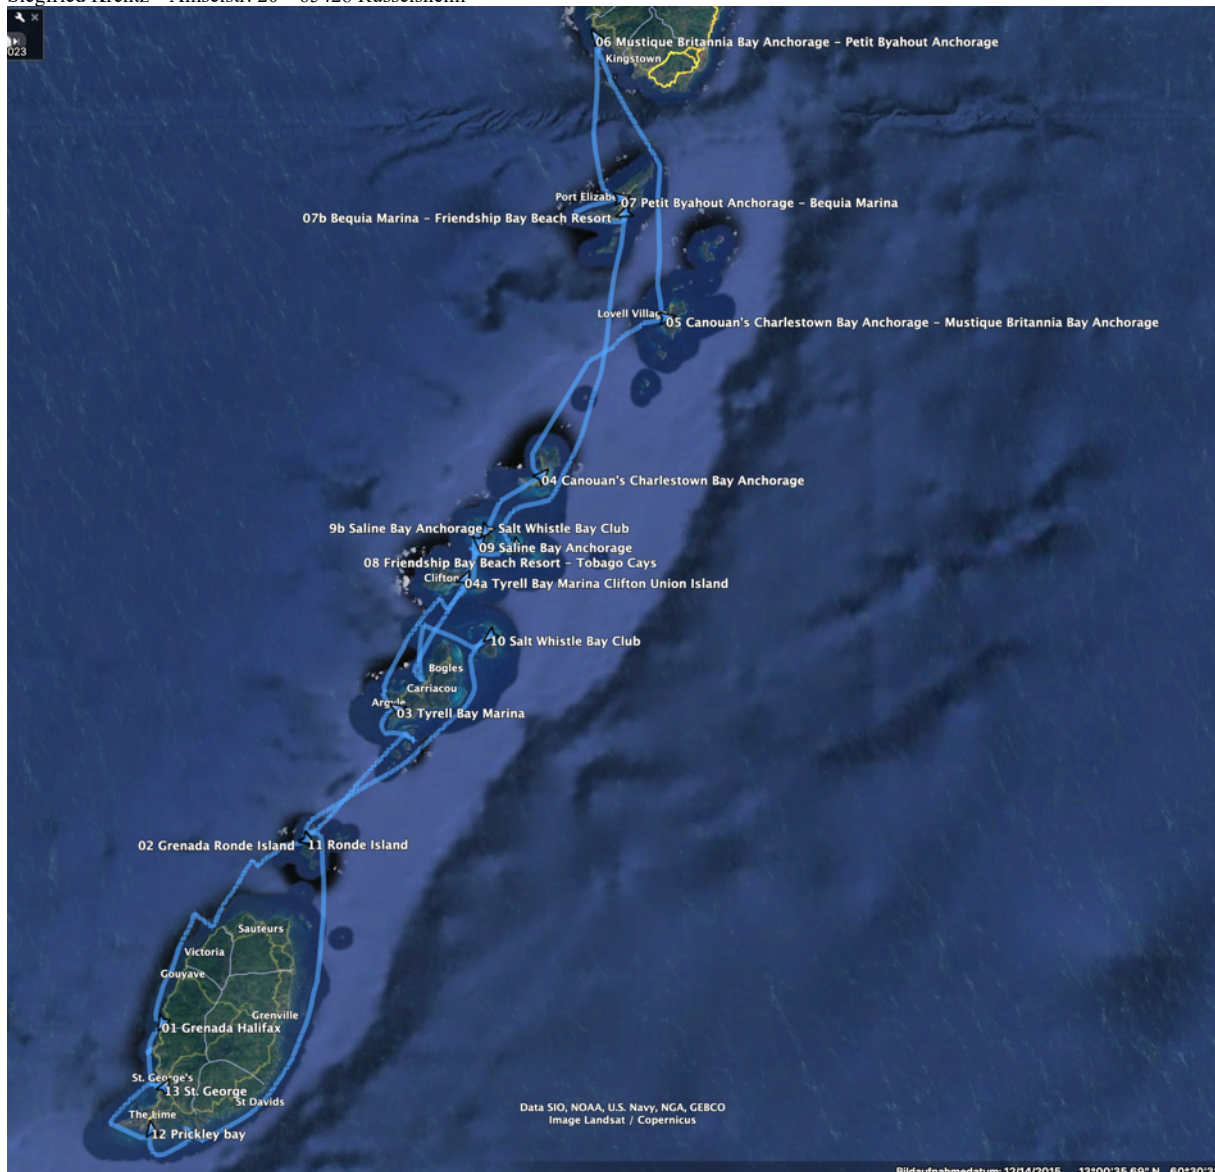 023
06 Mustique Britannia Bay Anchorage – Petit Byahout Anchorage
Kingstown
Port Elizabe
07 Petit Byahout Anchorage – Bequia Marina
07b Bequia Marina – Friendship Bay Beach Resort
Lovell Villag
05 Canouan's Charlestown Bay Anchorage – Mustique Britannia Bay Anchorage
04 Canouan's Charlestown Bay Anchorage
9b Saline Bay Anchorage – Salt Whistle Bay Club
09 Saline Bay Anchorage
08 Friendship Bay Beach Resort – Tobago Cays
Clifton
04a Tyrell Bay Marina Clifton Union Island
10 Salt Whistle Bay Club
Bogles
Carriacou
Argyle
03 Tyrell Bay Marina
02 Grenada Ronde Island
11 Ronde Island
Sauteurs
Victoria
Gouyave
Grenville
01 Grenada Halifax
St. George's
13 St. George
St Davids
The Lime
12 Prickley bay
Data SIO, NOAA, U.S. Navy, NGA, GEBCO
Image Landsat / Copernicus